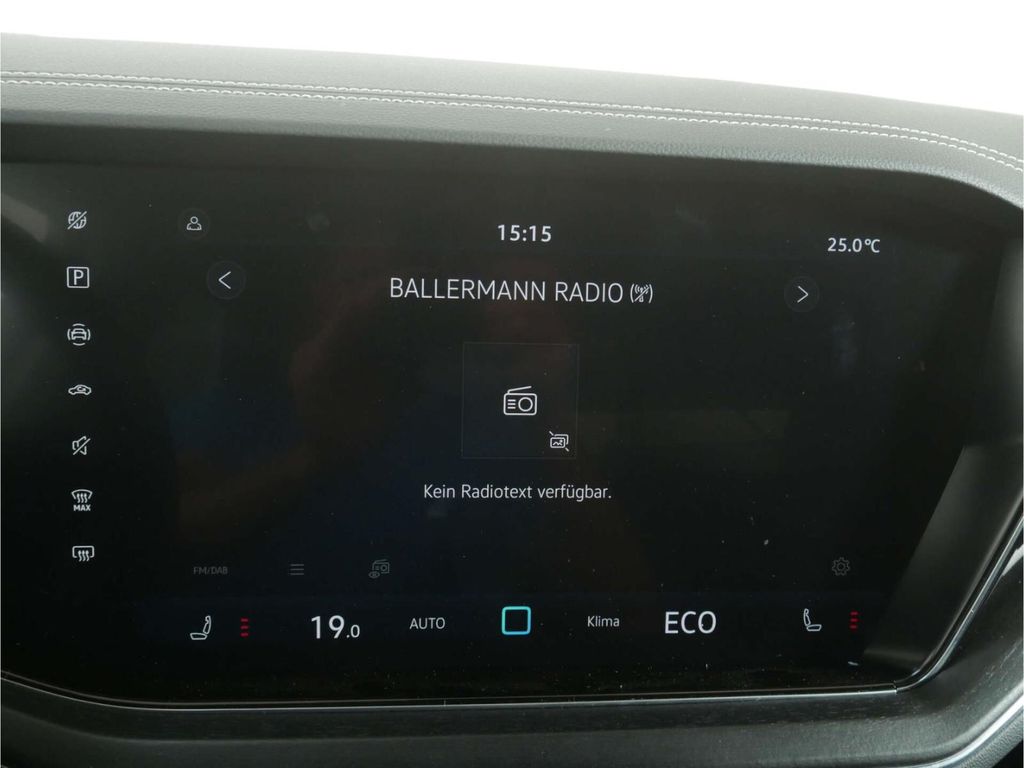 15:15
25.0°C
P
BALLERMANN RADIO
MAX
Kein Radiotext verfügbar.
FM/DAB
19.0
AUTO
Klima
ECO